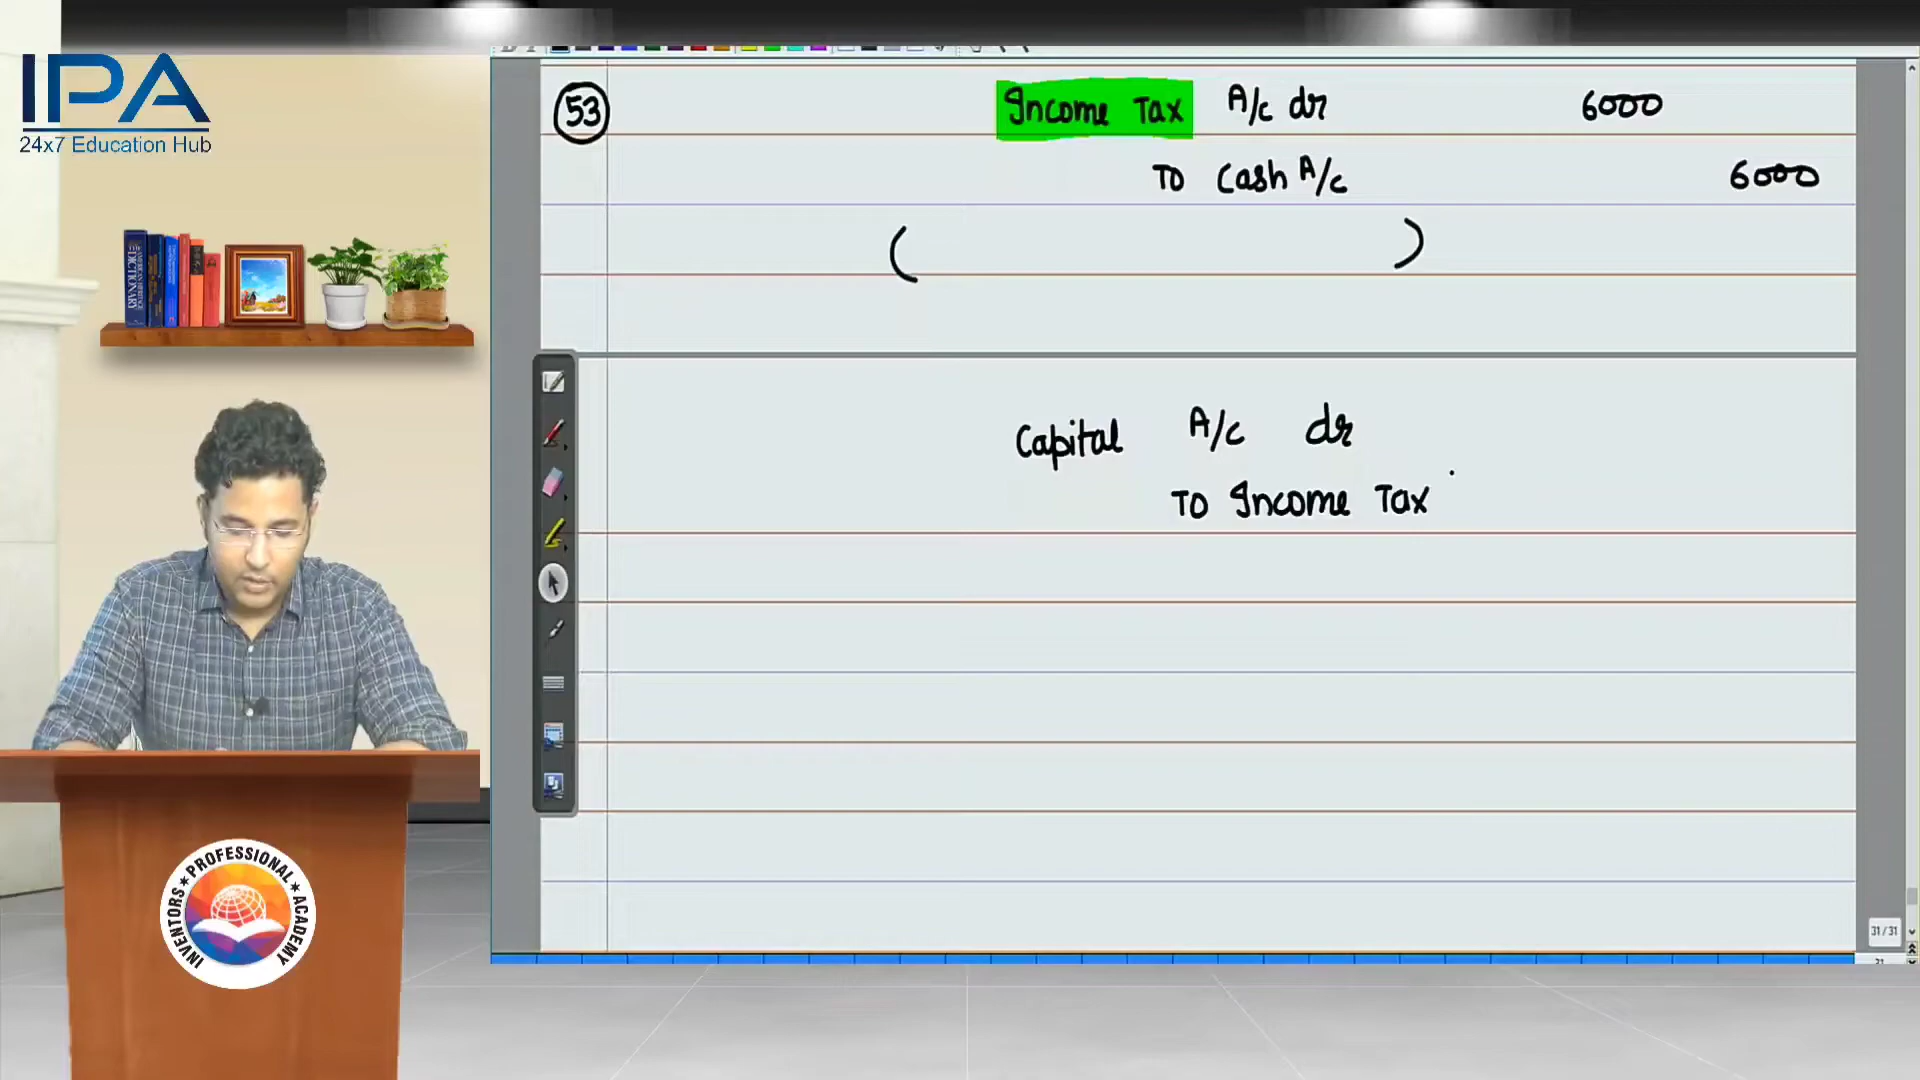 IPA
24x7 Education Hub
53 Income Tax A/c dr 6000
To Cash A/c 6000
( )
Capital A/c dr
To Income Tax
DICTIONARY
INVENTORS ★ PROFESSIONAL ★ ACADEMY
31/31